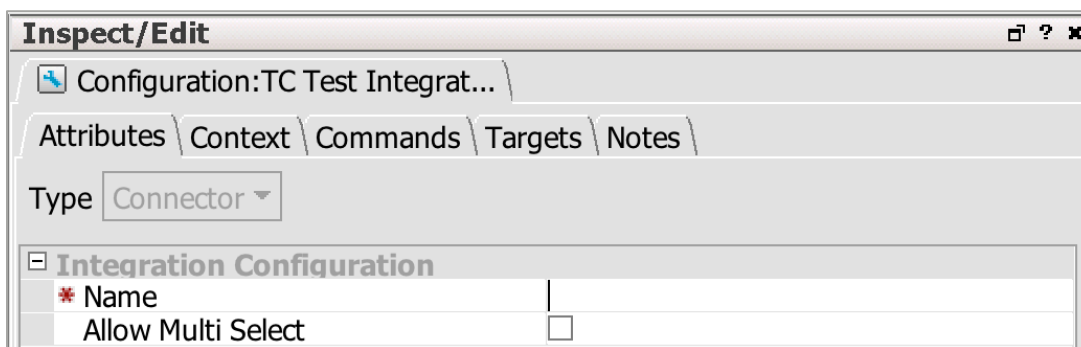 Inspect/Edit
Configuration:TC Test Integrat...
Attributes Context Commands Targets Notes
Type Connector
Integration Configuration
* Name
Allow Multi Select